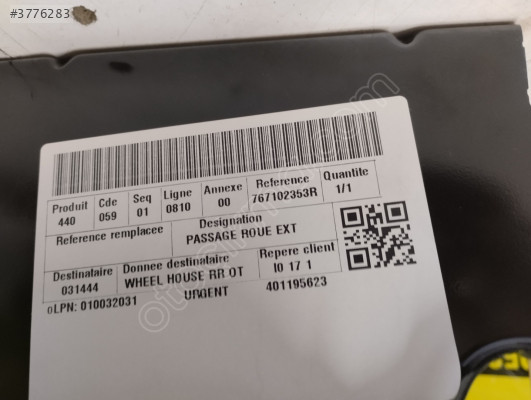 #3776283
Produit Cde Seq Ligne Annexe Reference Quantite
440 059 01 0810 00 767102353R 1/1
Reference remplacee Designation
PASSAGE ROUE EXT
Destinataire Donnee destinataire Repere client
031444 WHEEL HOUSE RR OT I0 17 1
oLPN: 010032031 URGENT 401195623